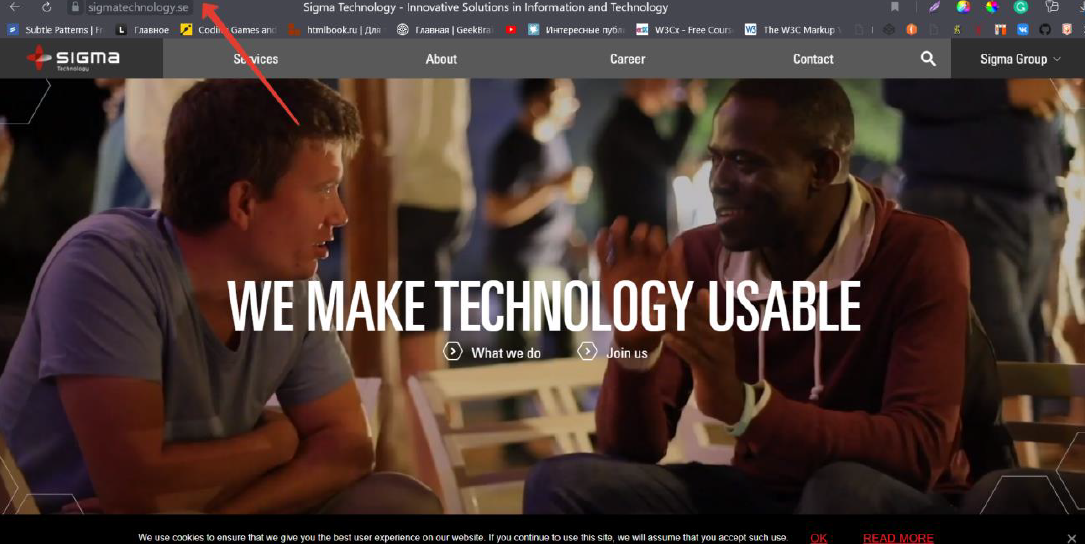 sigmatechnology.se
Sigma Technology - Innovative Solutions in Information and Technology
Subtle Patterns | Fr
Главное
Coding Games and
htmlbook.ru | Для
Главная | GeekBra
Интересные публ
W3Cx - Free Cours
The W3C Markup V
SIGMA
Technology
Services
About
Career
Contact
Sigma Group
WE MAKE TECHNOLOGY USABLE
What we do
Join us
We use cookies to ensure that we give you the best user experience on our website. If you continue to use this site, we will assume that you accept such use.
OK
READ MORE